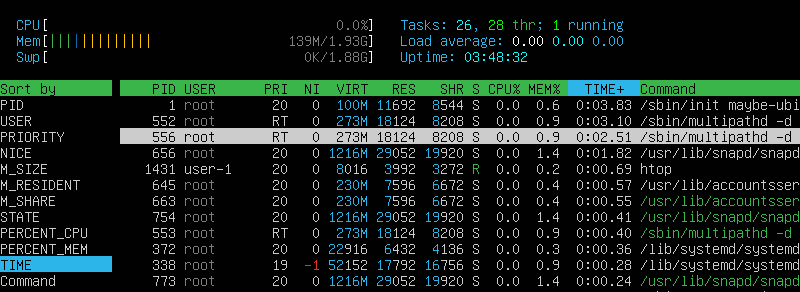 CPU[ 0.0%] Tasks: 26, 28 thr; 1 running
Mem[|||||||||||||| 139M/1.93G] Load average: 0.00 0.00 0.00
Swp[ 0K/1.88G] Uptime: 03:48:32
Sort by PID USER PRI NI VIRT RES SHR S CPU% MEM% TIME+ Command
PID 1 root 20 0 100M 11692 8544 S 0.0 0.6 0:03.83 /sbin/init maybe-ubi
USER 552 root RT 0 273M 18124 8208 S 0.0 0.9 0:03.10 /sbin/multipathd -d
PRIORITY 556 root RT 0 273M 18124 8208 S 0.0 0.9 0:02.51 /sbin/multipathd -d
NICE 656 root 20 0 1216M 29052 19920 S 0.0 1.4 0:01.82 /usr/lib/snapd/snapd
M_SIZE 1431 user-1 20 0 8016 3992 3272 R 0.0 0.2 0:00.69 htop
M_RESIDENT 645 root 20 0 230M 7596 6672 S 0.0 0.4 0:00.57 /usr/lib/accountsser
M_SHARE 663 root 20 0 230M 7596 6672 S 0.0 0.4 0:00.55 /usr/lib/accountsser
STATE 754 root 20 0 1216M 29052 19920 S 0.0 1.4 0:00.41 /usr/lib/snapd/snapd
PERCENT_CPU 553 root RT 0 273M 18124 8208 S 0.0 0.9 0:00.40 /sbin/multipathd -d
PERCENT_MEM 372 root 20 0 22916 6432 4136 S 0.0 0.3 0:00.36 /lib/systemd/systemd
TIME 338 root 19 -1 52152 17792 16756 S 0.0 0.9 0:00.28 /lib/systemd/systemd
Command 773 root 20 0 1216M 29052 19920 S 0.0 1.4 0:00.24 /usr/lib/snapd/snapd